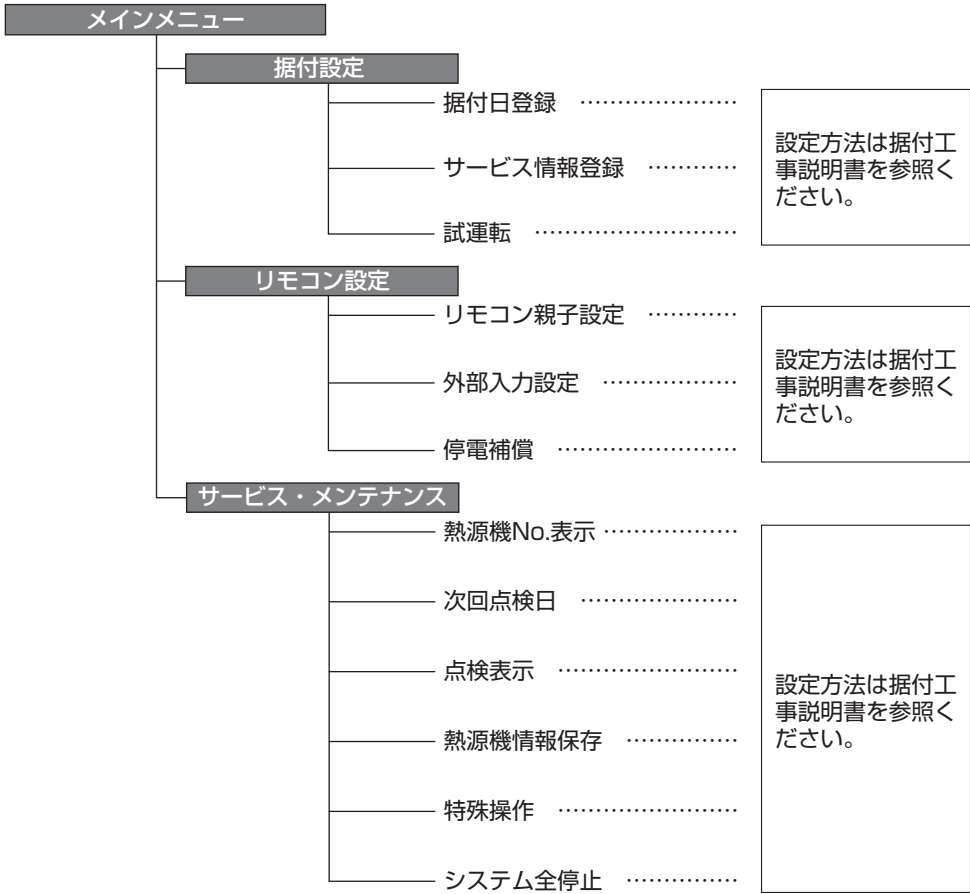 メインメニュー
据付設定
据付日登録 …………………
サービス情報登録 …………
試運転 ………………………
設定方法は据付工
事説明書を参照く
ださい。
リモコン設定
リモコン親子設定 …………
外部入力設定 ………………
停電補償 ……………………
設定方法は据付工
事説明書を参照く
ださい。
サービス・メンテナンス
熱源機No.表示 ………………
次回点検日 …………………
点検表示 ……………………
熱源機情報保存 ……………
特殊操作 ……………………
システム全停止 ……………
設定方法は据付工
事説明書を参照く
ださい。